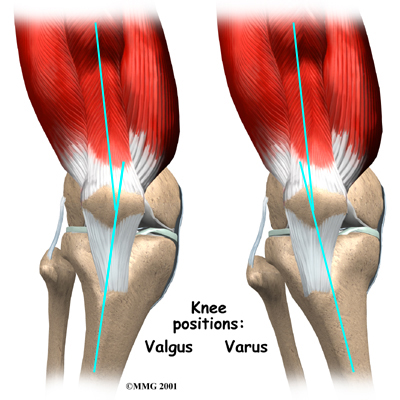 Knee
positions:
Valgus Varus
©MMG 2001